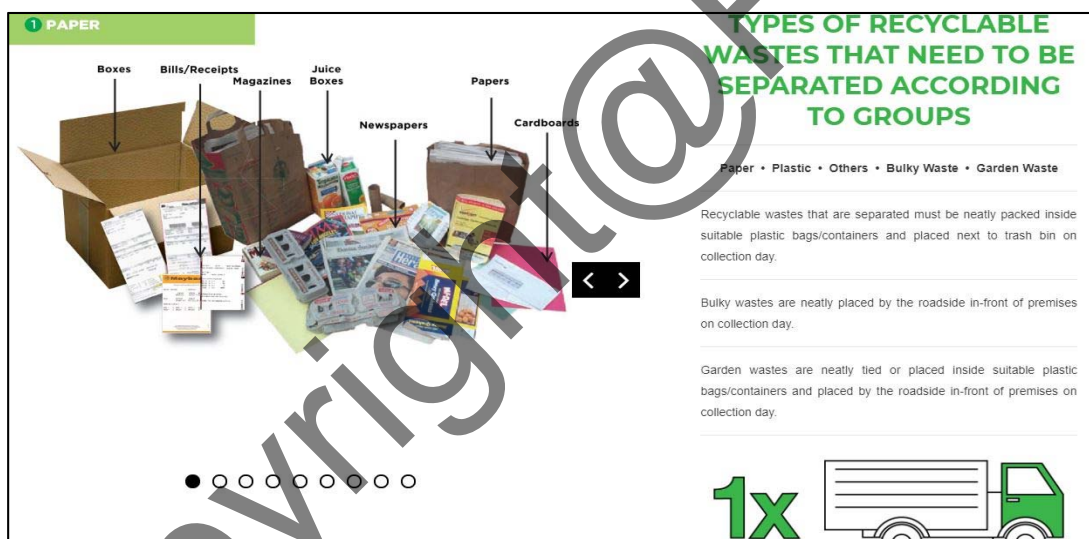 1 PAPER
Boxes
Bills/Receipts
Magazines
Juice
Boxes
Newspapers
Papers
Cardboards
TYPES OF RECYCLABLE
WASTES THAT NEED TO BE
SEPARATED ACCORDING
TO GROUPS
Paper • Plastic • Others • Bulky Waste • Garden Waste
Recyclable wastes that are separated must be neatly packed inside
suitable plastic bags/containers and placed next to trash bin on
collection day.
Bulky wastes are neatly placed by the roadside in-front of premises
on collection day.
Garden wastes are neatly tied or placed inside suitable plastic
bags/containers and placed by the roadside in-front of premises on
collection day.
1x